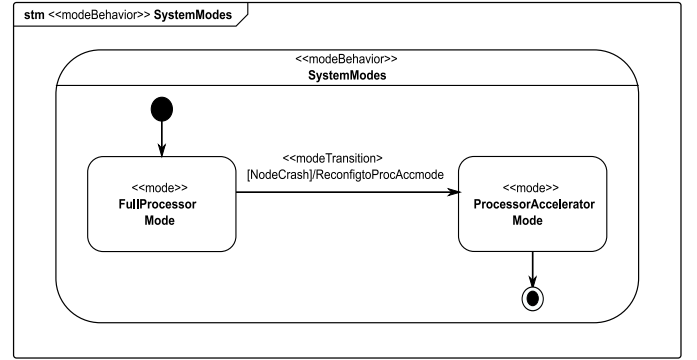 stm <<modeBehavior>> SystemModes
<<modeBehavior>>
SystemModes
<<modeTransition>
[NodeCrash]/ReconfigtoProcAccmode
<<mode>>
FullProcessor
Mode
<<mode>>
ProcessorAccelerator
Mode